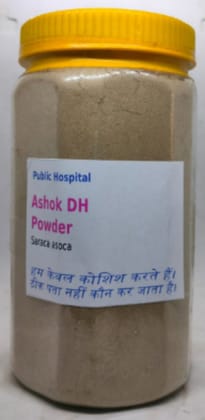 Public Hospital
Ashok DH
Powder
Saraca asoca
हम केवल कोशिश करते हैं।
ठीक पता नहीं कौन कर जाता है।